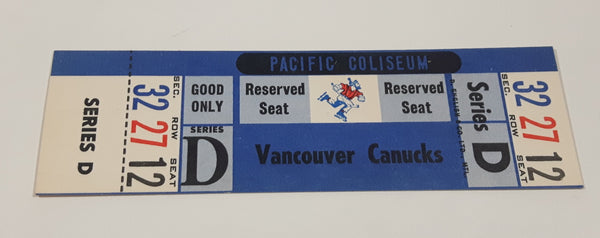 PACIFIC COLISEUM
SERIES D
SEC. ROW SEAT
32 27 12
GOOD
ONLY
SERIES
D
Reserved
Seat
Reserved
Seat
Vancouver Canucks
Series
D
SEC. ROW SEAT
32 27 12